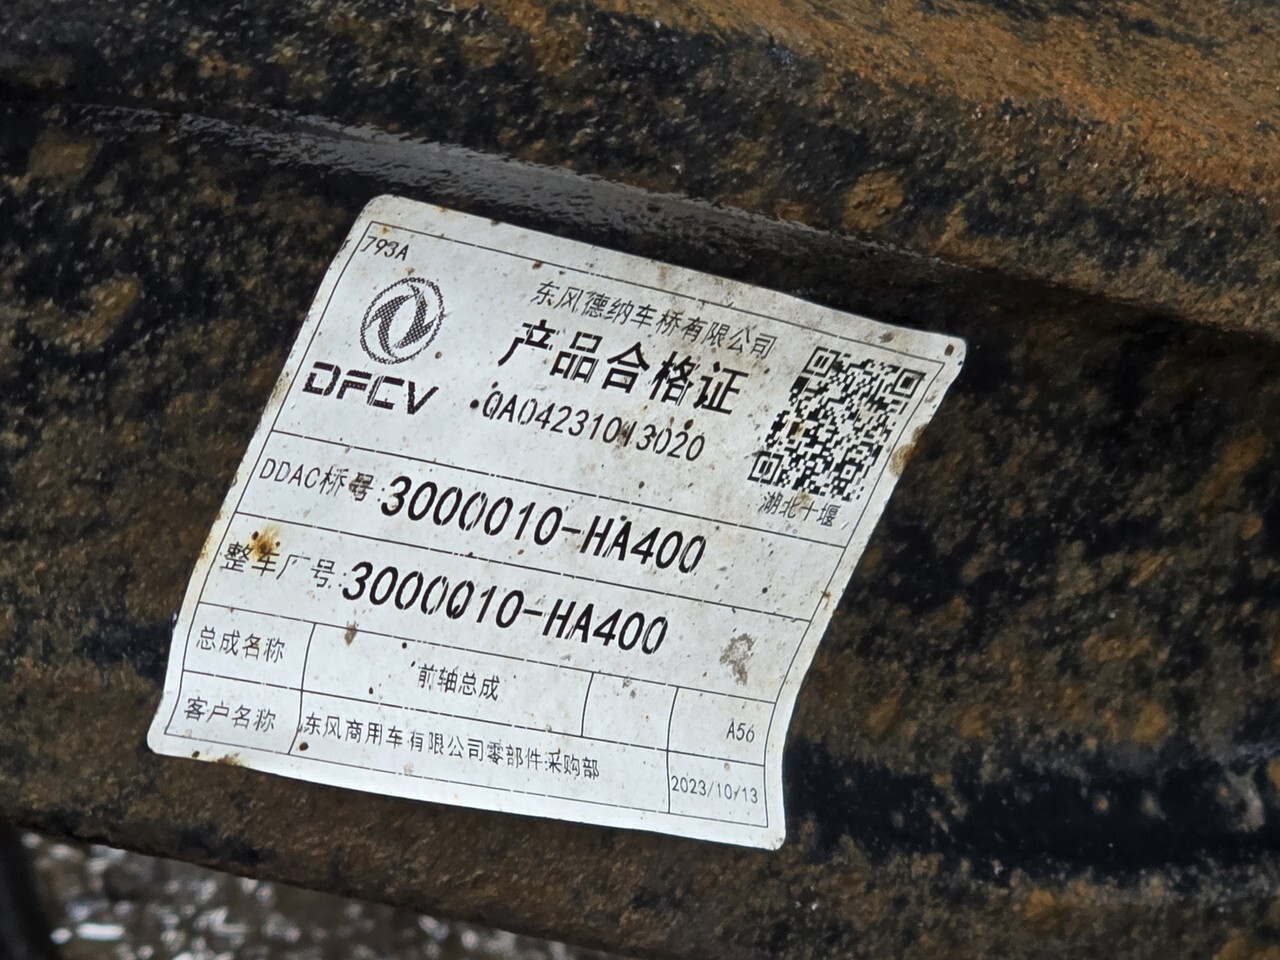 793A
东风德纳车桥有限公司
产品合格证
DFCV
QA04231013020
湖北十堰
DDAC桥号:3000010-HA400
整车厂号:3000010-HA400
总成名称 前轴总成 A56
客户名称 东风商用车有限公司零部件采购部 2023/10/13